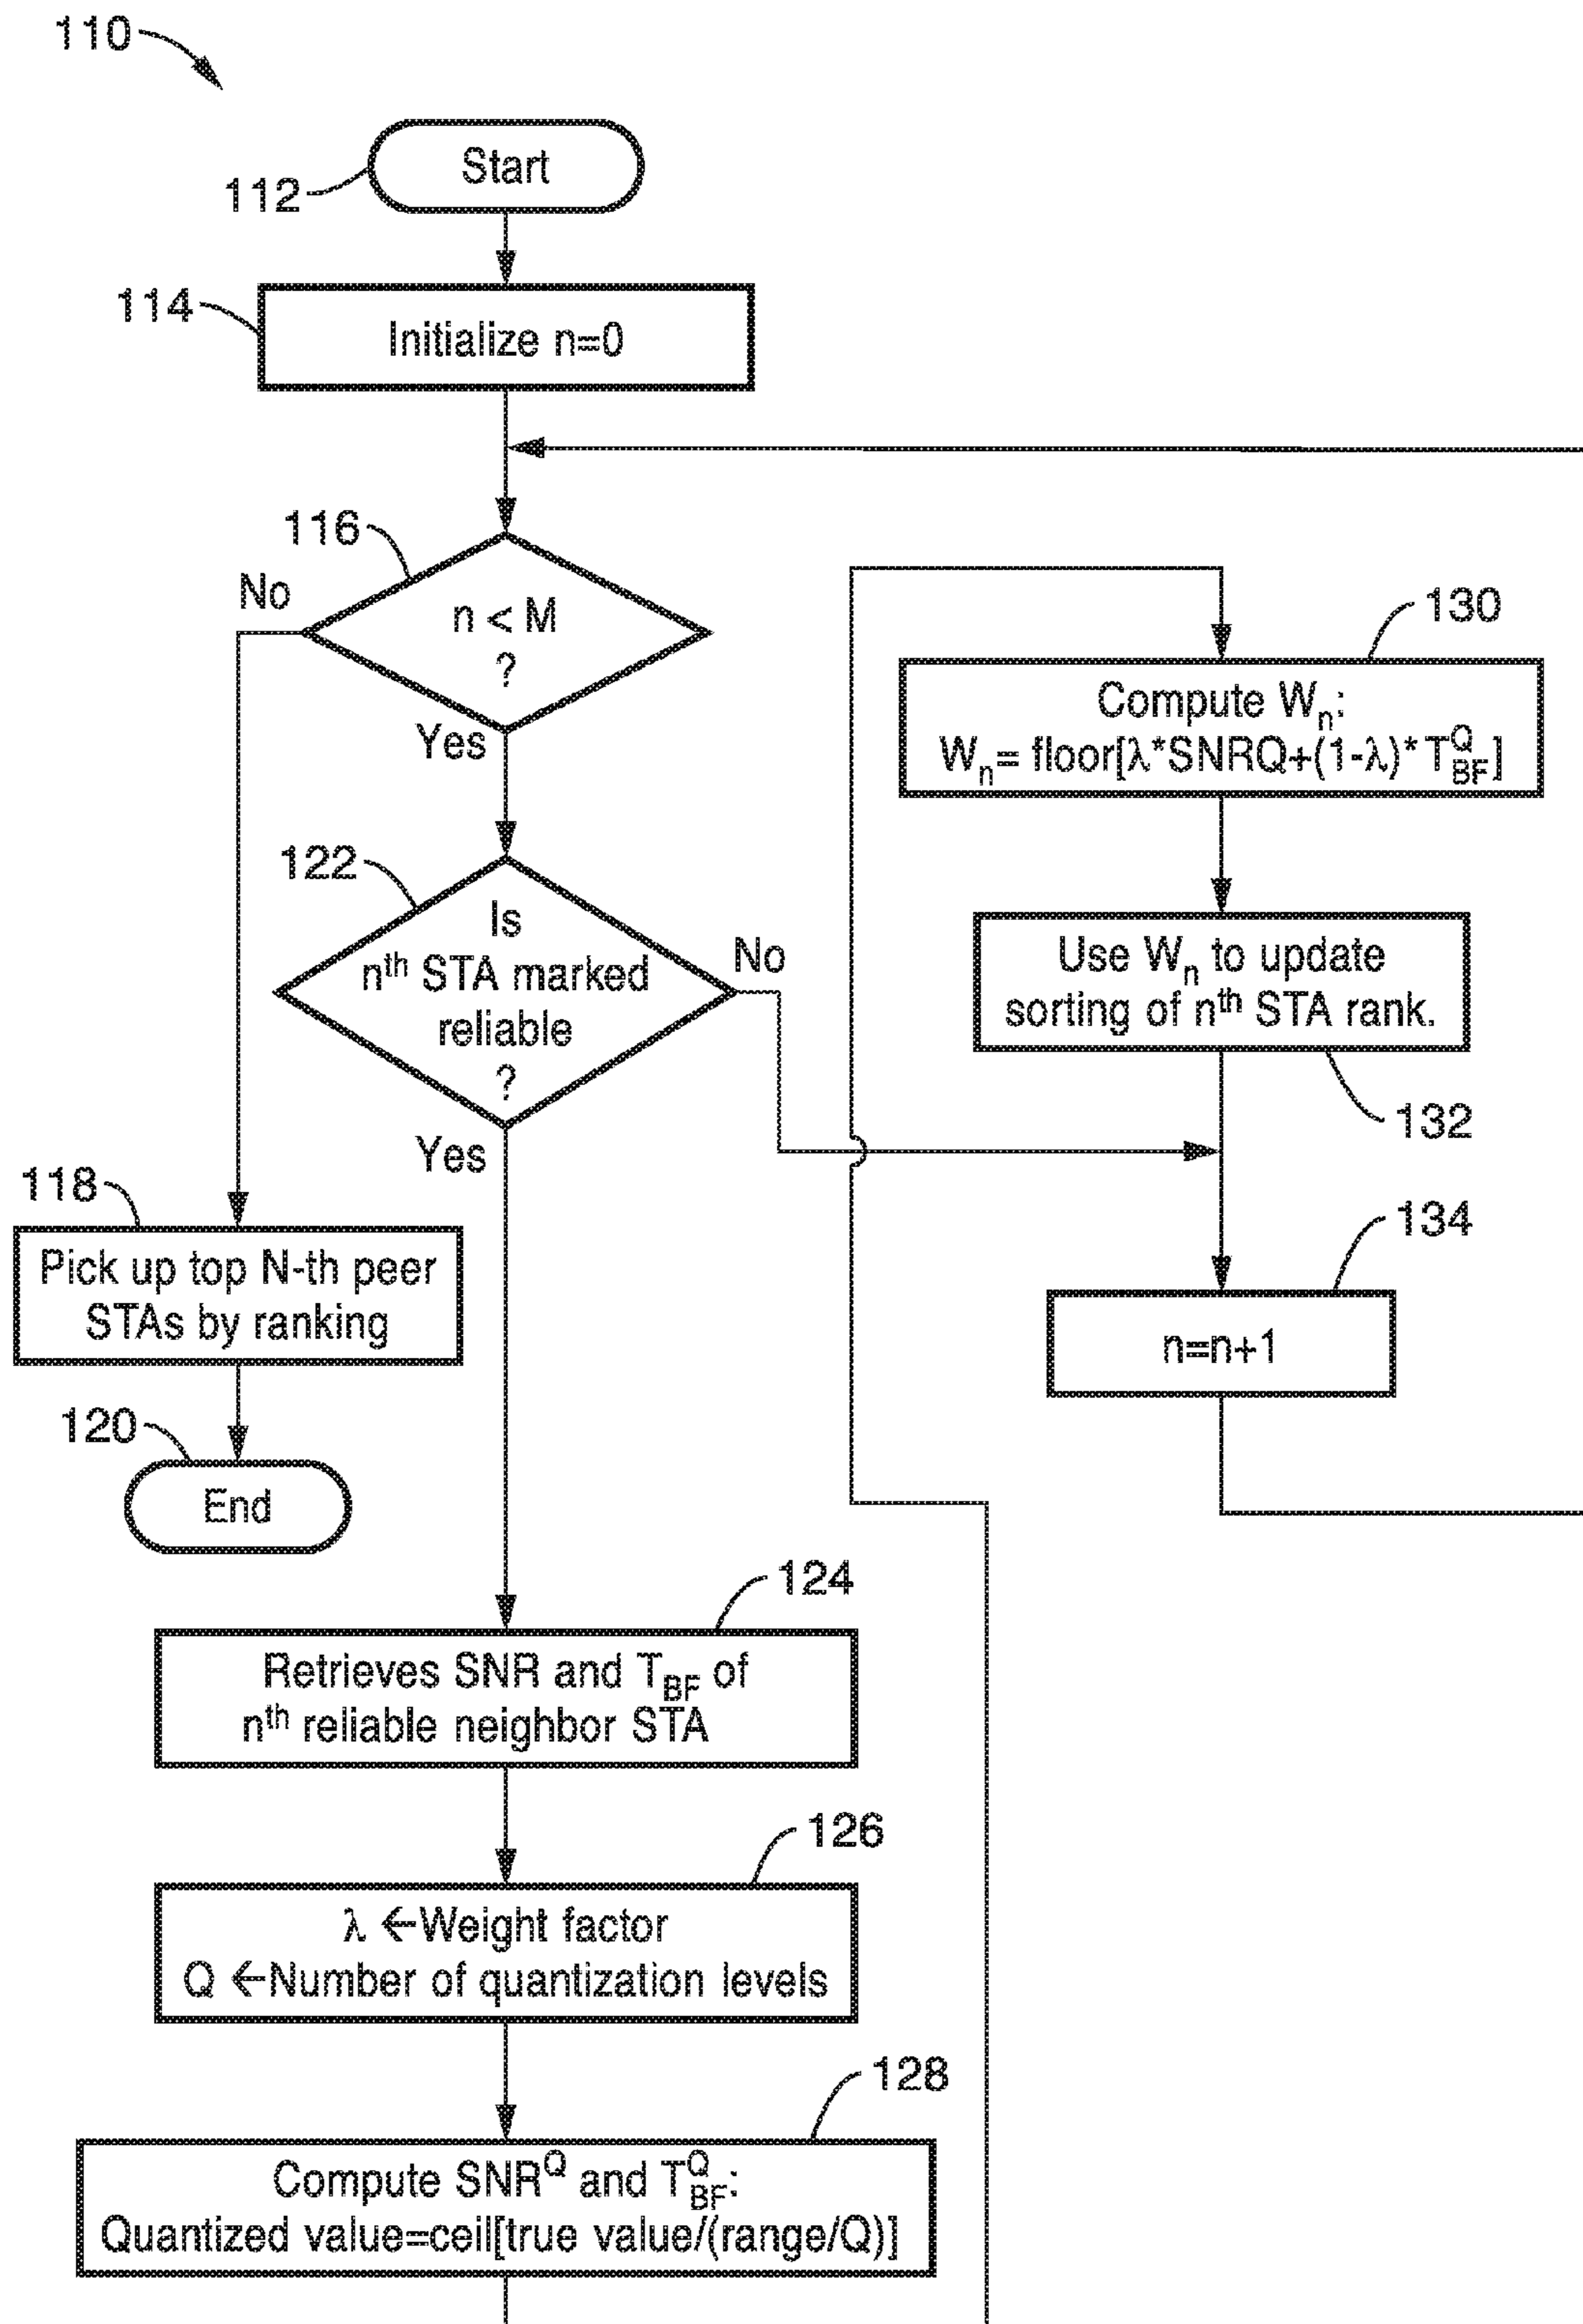 110
112
Start
114
Initialize n=0
116
No
n < M
?
Yes
122
Is
nth STA marked
reliable
?
No
Yes
118
Pick up top N-th peer
STAs by ranking
120
End
124
Retrieves SNR and TBF of
nth reliable neighbor STA
126
λ ←Weight factor
Q ←Number of quantization levels
128
Compute SNR^Q and T_BF^Q:
Quantized value=ceil[true value/(range/Q)]
130
Compute Wn:
Wn= floor[λ*SNRQ+(1-λ)* T_BF^Q]
Use Wn to update
sorting of nth STA rank.
132
134
n=n+1